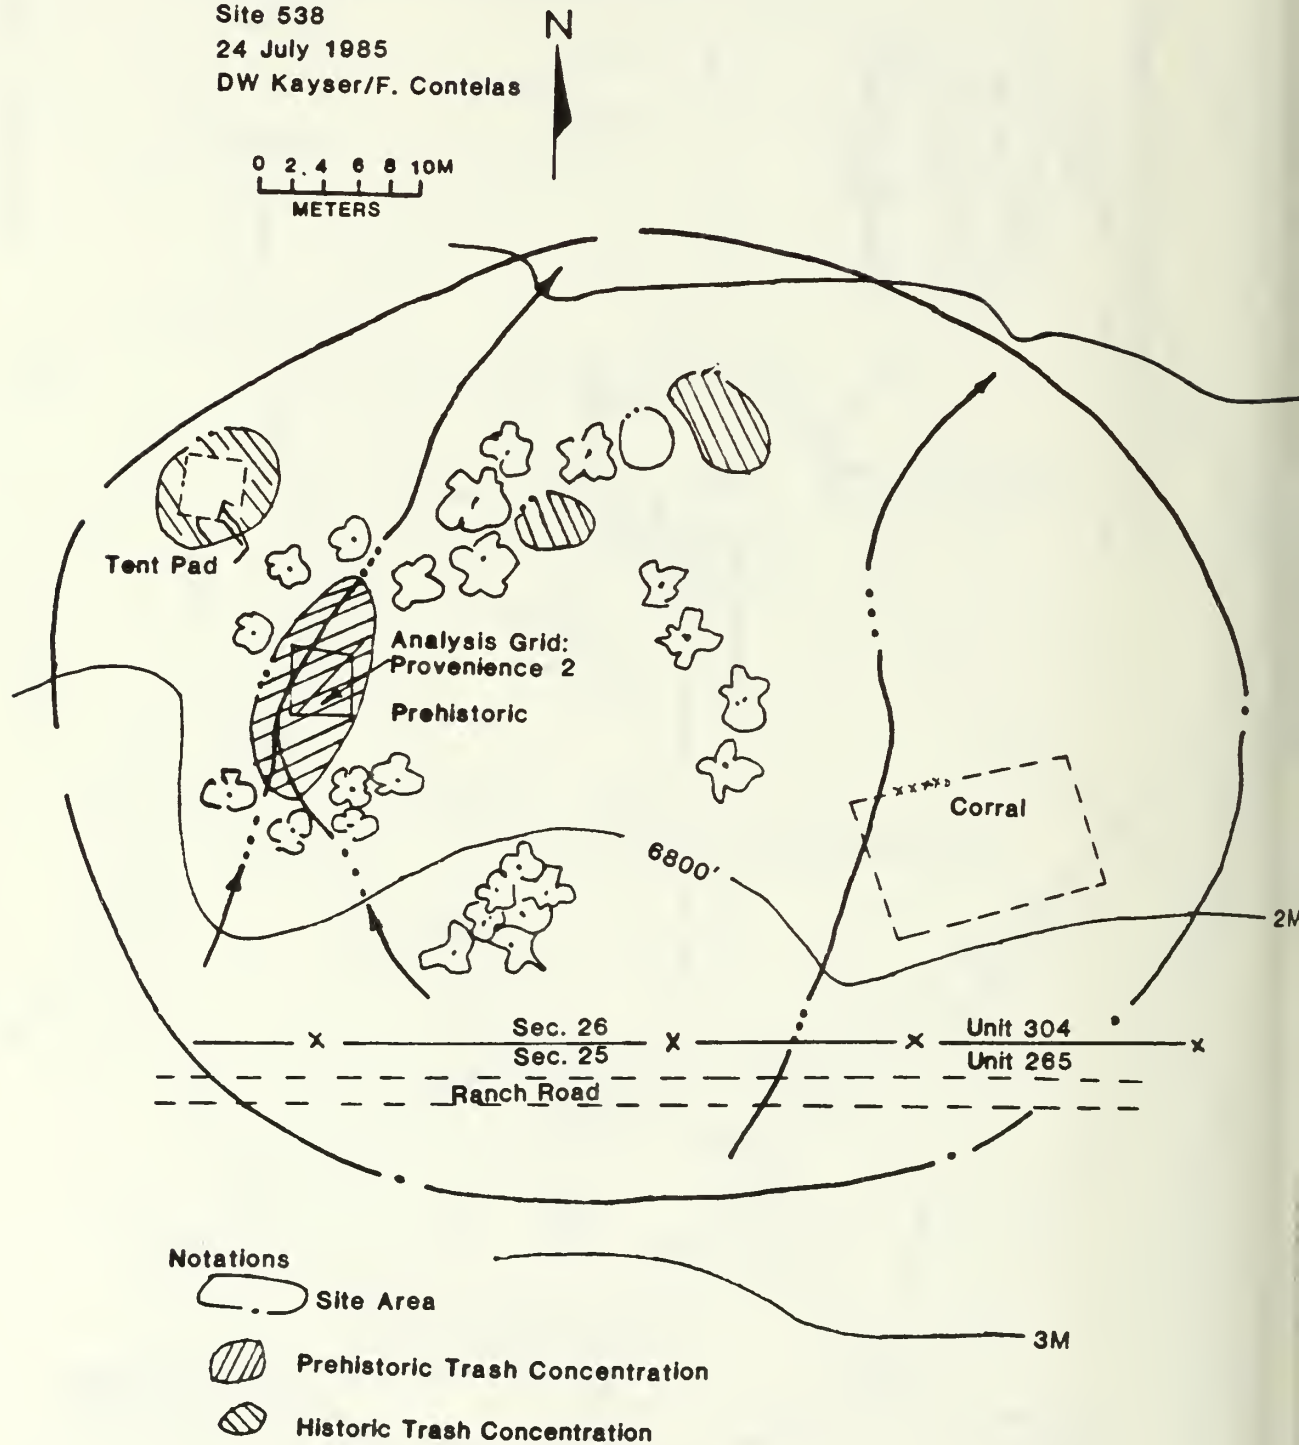 Site 538
24 July 1985
DW Kayser/F. Contelas
N
0 2.4 6 8 10M
METERS
Tent Pad
Analysis Grid:
Provenience 2
Prehistoric
Corral
6800'
2M
Sec. 26
Unit 304
Sec. 25
Unit 265
Ranch Road
Notations
Site Area
3M
Prehistoric Trash Concentration
Historic Trash Concentration